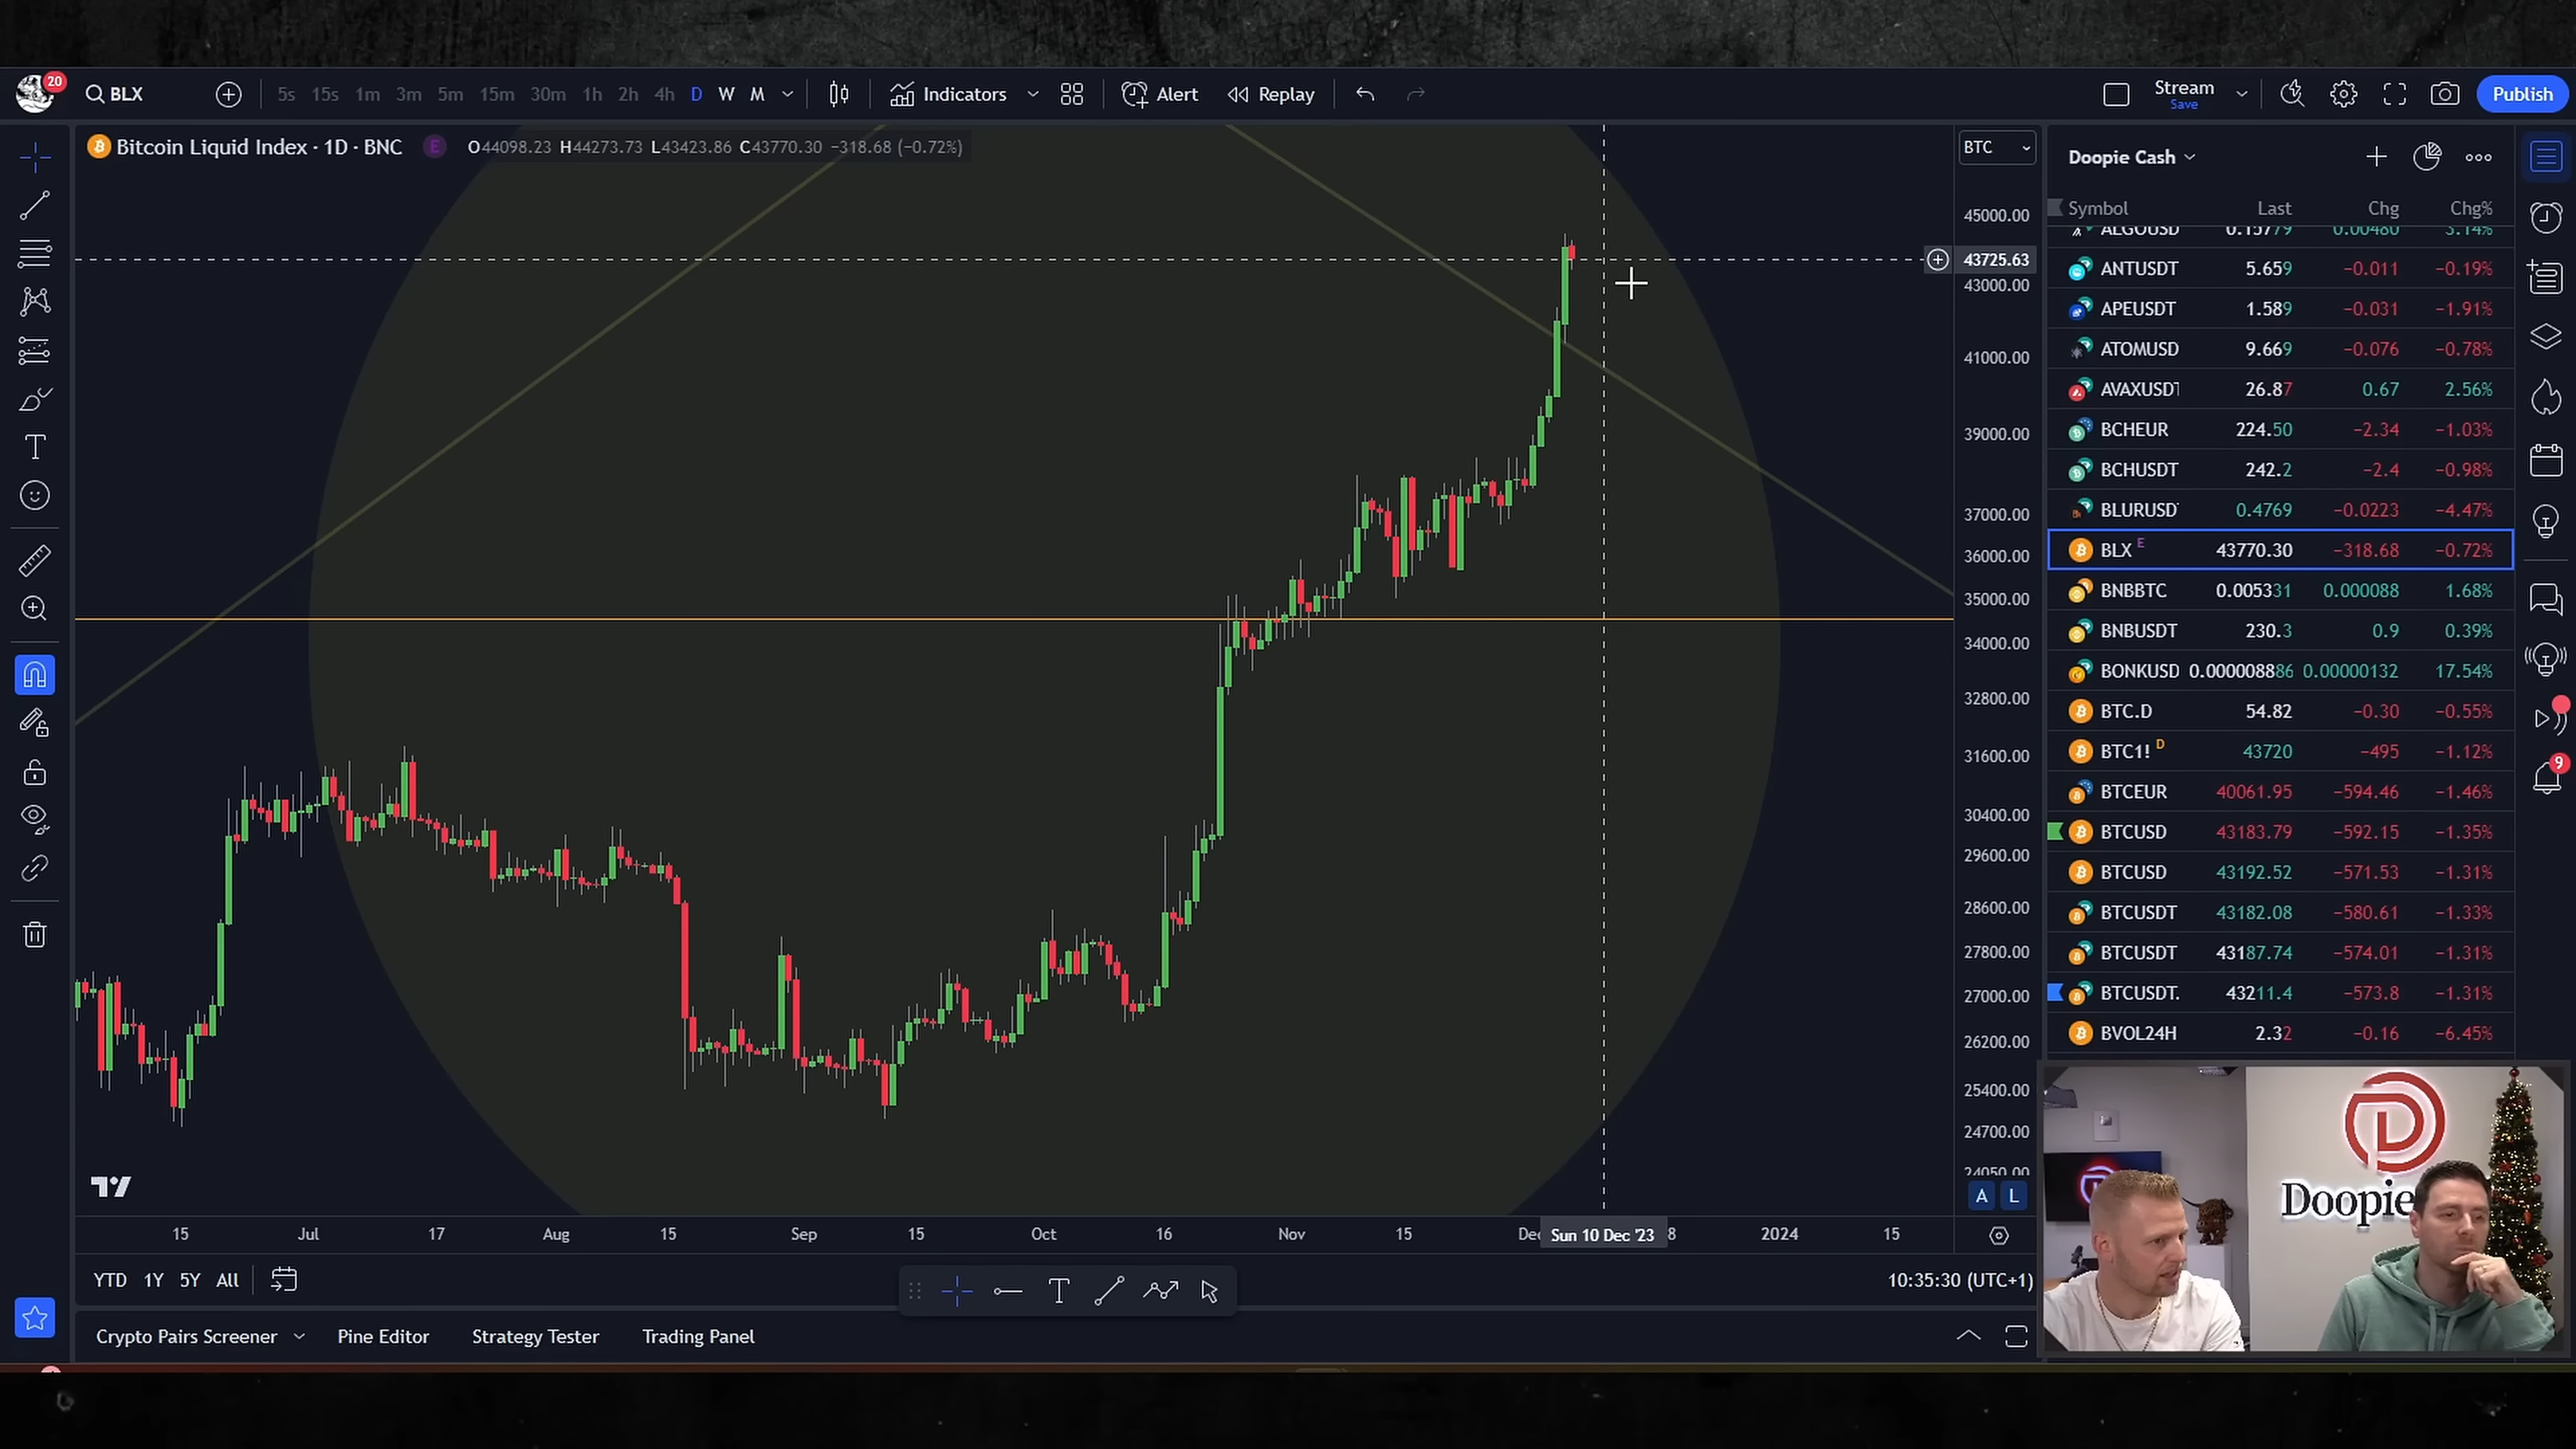 20
BLX
5s 15s 1m 3m 5m 15m 30m 1h 2h 4h D W M
Indicators
Alert
Replay
Stream
Save
Publish
Bitcoin Liquid Index · 1D · BNC E O44098.23 H44273.73 L43423.86 C43770.30 −318.68 (−0.72%)
BTC
45000.00
43725.63
43000.00
41000.00
39000.00
37000.00
36000.00
35000.00
34000.00
32800.00
31600.00
30400.00
29600.00
28600.00
27800.00
27000.00
26200.00
25400.00
24700.00
24050.00
A L
15 Jul 17 Aug 15 Sep 15 Oct 16 Nov 15 Dec Sun 10 Dec '23 8 2024 15
YTD 1Y 5Y All
T
10:35:30 (UTC+1)
Crypto Pairs Screener Pine Editor Strategy Tester Trading Panel
Doopie Cash
Symbol Last Chg Chg%
ALGOUSD 0.15779 0.00480 3.14%
ANTUSDT 5.659 −0.011 −0.19%
APEUSDT 1.589 −0.031 −1.91%
ATOMUSD 9.669 −0.076 −0.78%
AVAXUSDT 26.87 0.67 2.56%
BCHEUR 224.50 −2.34 −1.03%
BCHUSDT 242.2 −2.4 −0.98%
BLURUSD 0.4769 −0.0223 −4.47%
BLX E 43770.30 −318.68 −0.72%
BNBBTC 0.005331 0.000088 1.68%
BNBUSDT 230.3 0.9 0.39%
BONKUSD 0.000008886 0.00000132 17.54%
BTC.D 54.82 −0.30 −0.55%
BTC1! D 43720 −495 −1.12%
BTCEUR 40061.95 −594.46 −1.46%
BTCUSD 43183.79 −592.15 −1.35%
BTCUSD 43192.52 −571.53 −1.31%
BTCUSDT 43182.08 −580.61 −1.33%
BTCUSDT 43187.74 −574.01 −1.31%
BTCUSDT. 43211.4 −573.8 −1.31%
BVOL24H 2.32 −0.16 −6.45%
9
Doopie